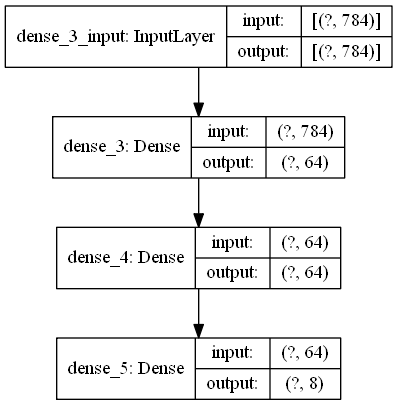 dense_3_input: InputLayer
input: [(?, 784)]
output: [(?, 784)]
dense_3: Dense
input: (?, 784)
output: (?, 64)
dense_4: Dense
input: (?, 64)
output: (?, 64)
dense_5: Dense
input: (?, 64)
output: (?, 8)